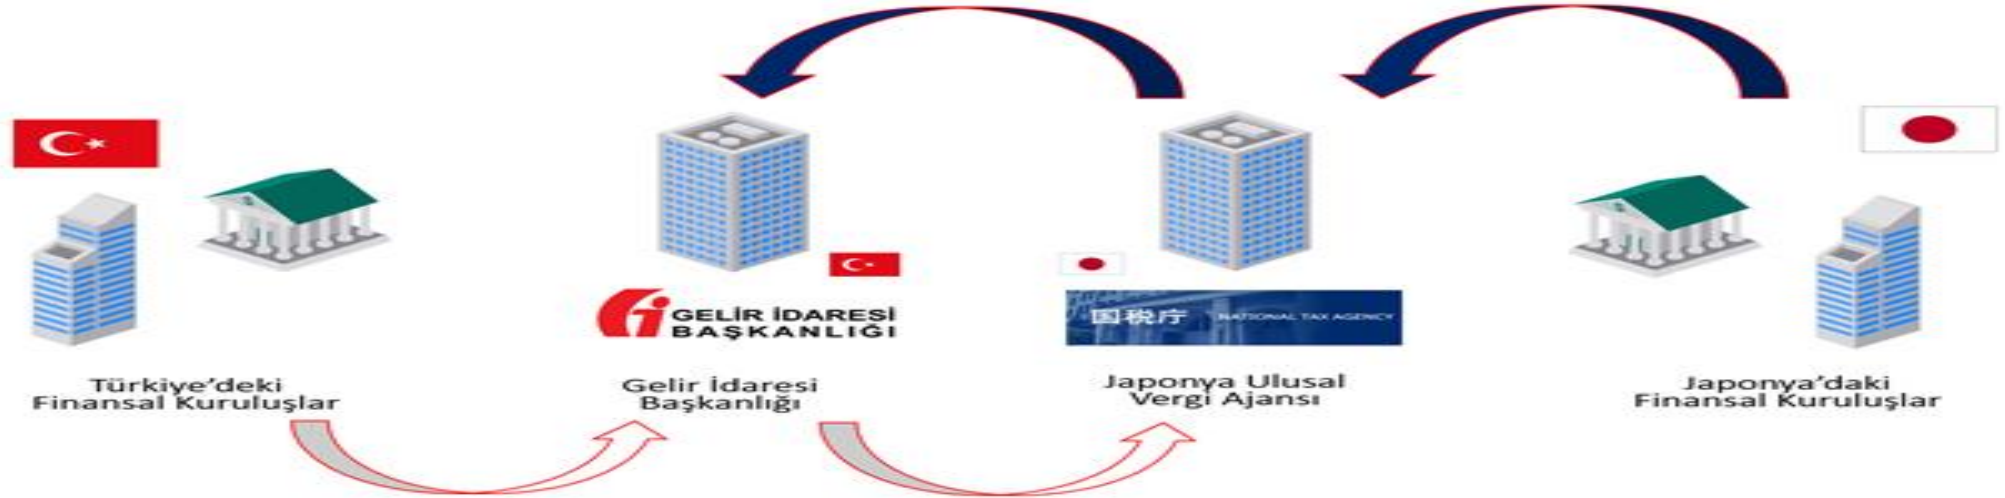 GELİR İDARESİ
BAŞKANLIĞI
国税庁 NATIONAL TAX AGENCY
Türkiye'deki
Finansal Kuruluşlar
Gelir İdaresi
Başkanlığı
Japonya Ulusal
Vergi Ajansı
Japonya'daki
Finansal Kuruluşlar